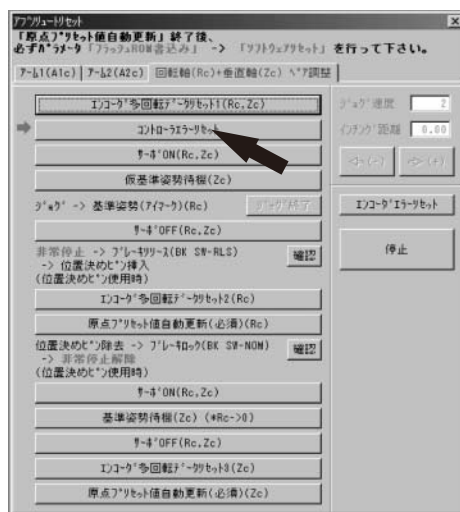 アブソリュートリセット
「原点プリセット値自動更新」終了後、
必ずパラメータ「フラッシュROM書込み」 -> 「ソフトウェアリセット」を行って下さい。
アーム1(A1c) アーム2(A2c) 回転軸(Rc)+垂直軸(Zc) ペア調整
エンコーダ多回転データリセット1(Rc,Zc)
コントローラエラーリセット
サーボON(Rc,Zc)
仮基準姿勢待機(Zc)
ジョグ -> 基準姿勢(アイマーク)(Rc) ジョグ終了
サーボOFF(Rc,Zc)
非常停止 -> ブレーキリリース(BK SW-RLS)
-> 位置決めピン挿入
(位置決めピン使用時)
確認
エンコーダ多回転データリセット2(Rc)
原点プリセット値自動更新(必須)(Rc)
位置決めピン除去 -> ブレーキロック(BK SW-NOM)
-> 非常停止解除
(位置決めピン使用時)
確認
サーボON(Rc,Zc)
基準姿勢待機(Zc) (*Rc->0)
サーボOFF(Rc,Zc)
エンコーダ多回転データリセット3(Zc)
原点プリセット値自動更新(必須)(Zc)
ジョグ速度 2
インチング距離 0.00
<(-) >(+)
エンコーダエラーリセット
停止